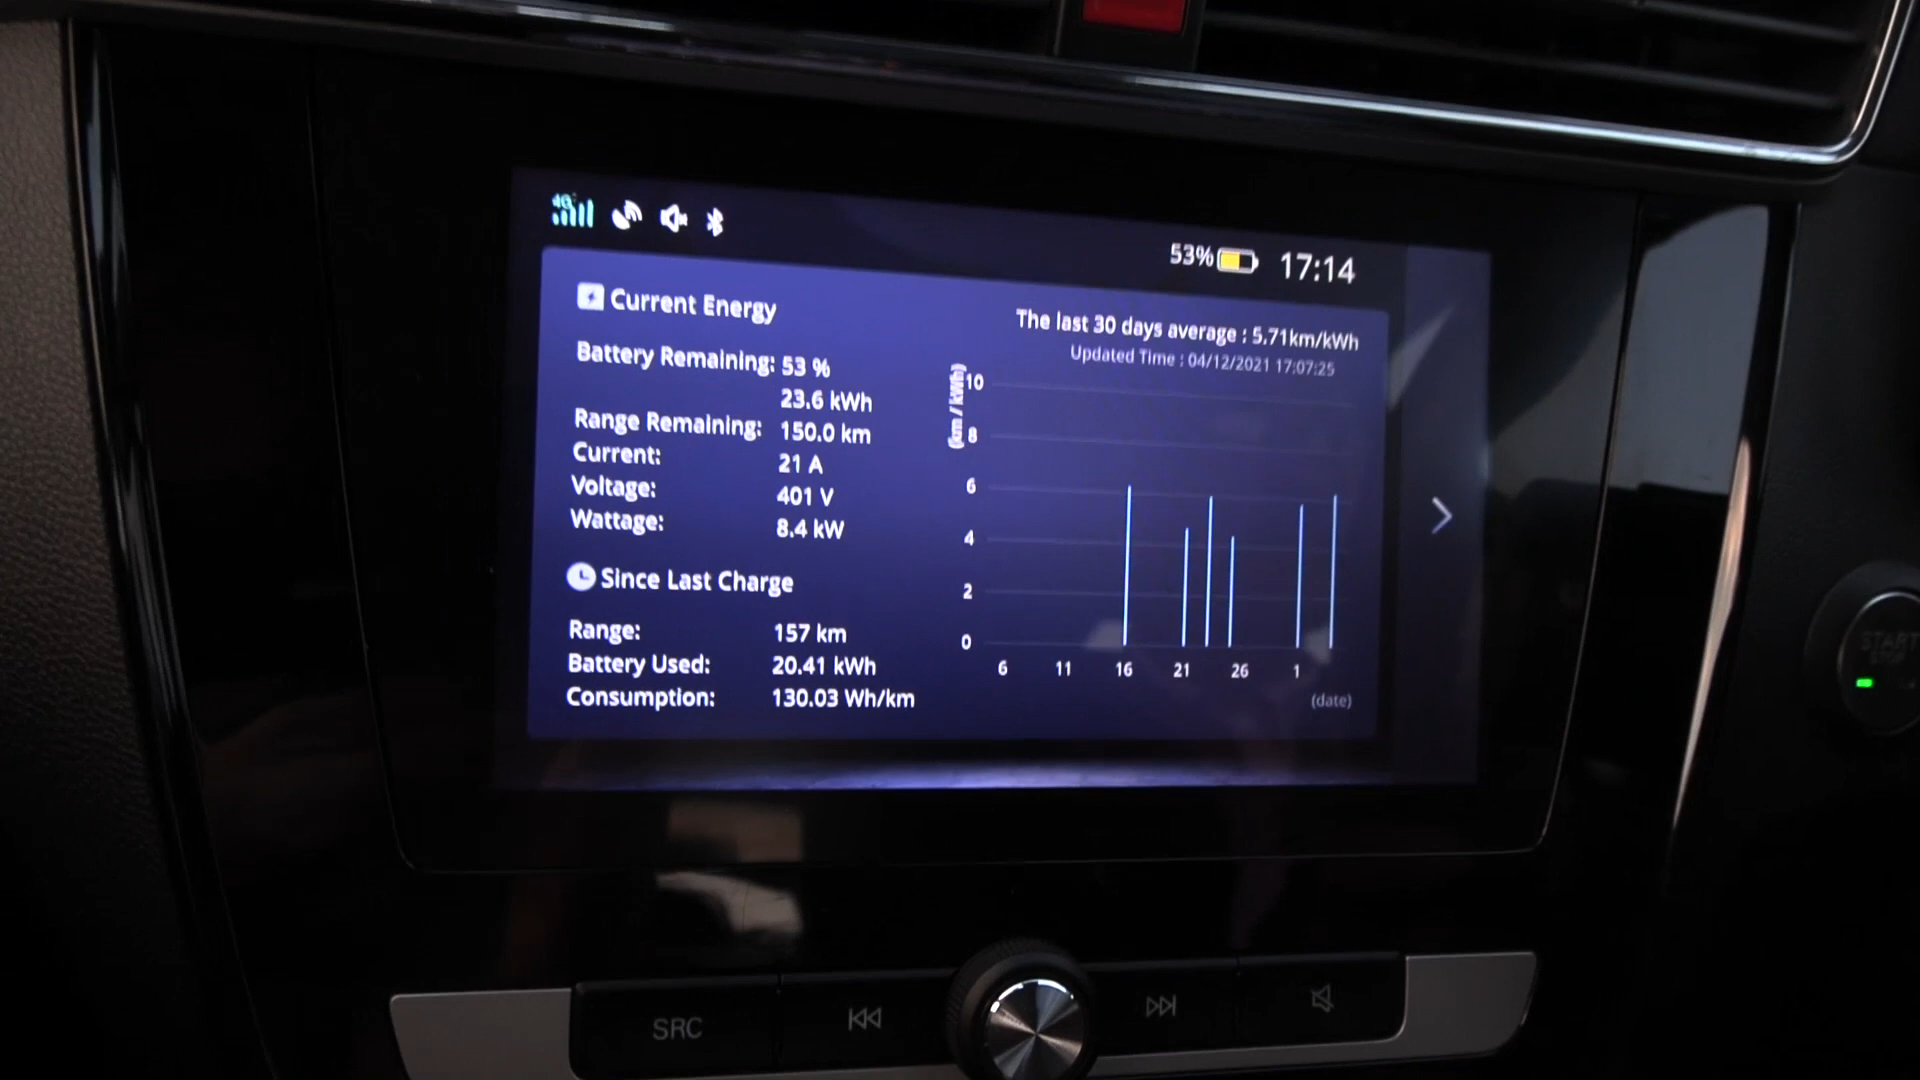 4G
53% 17:14
Current Energy
Battery Remaining: 53 %
23.6 kWh
Range Remaining: 150.0 km
Current: 21 A
Voltage: 401 V
Wattage: 8.4 kW
Since Last Charge
Range: 157 km
Battery Used: 20.41 kWh
Consumption: 130.03 Wh/km
The last 30 days average : 5.71km/kWh
Updated Time : 04/12/2021 17:07:25
(km / kWh)
10
8
6
4
2
0
6 11 16 21 26 1
(date)
START
SRC